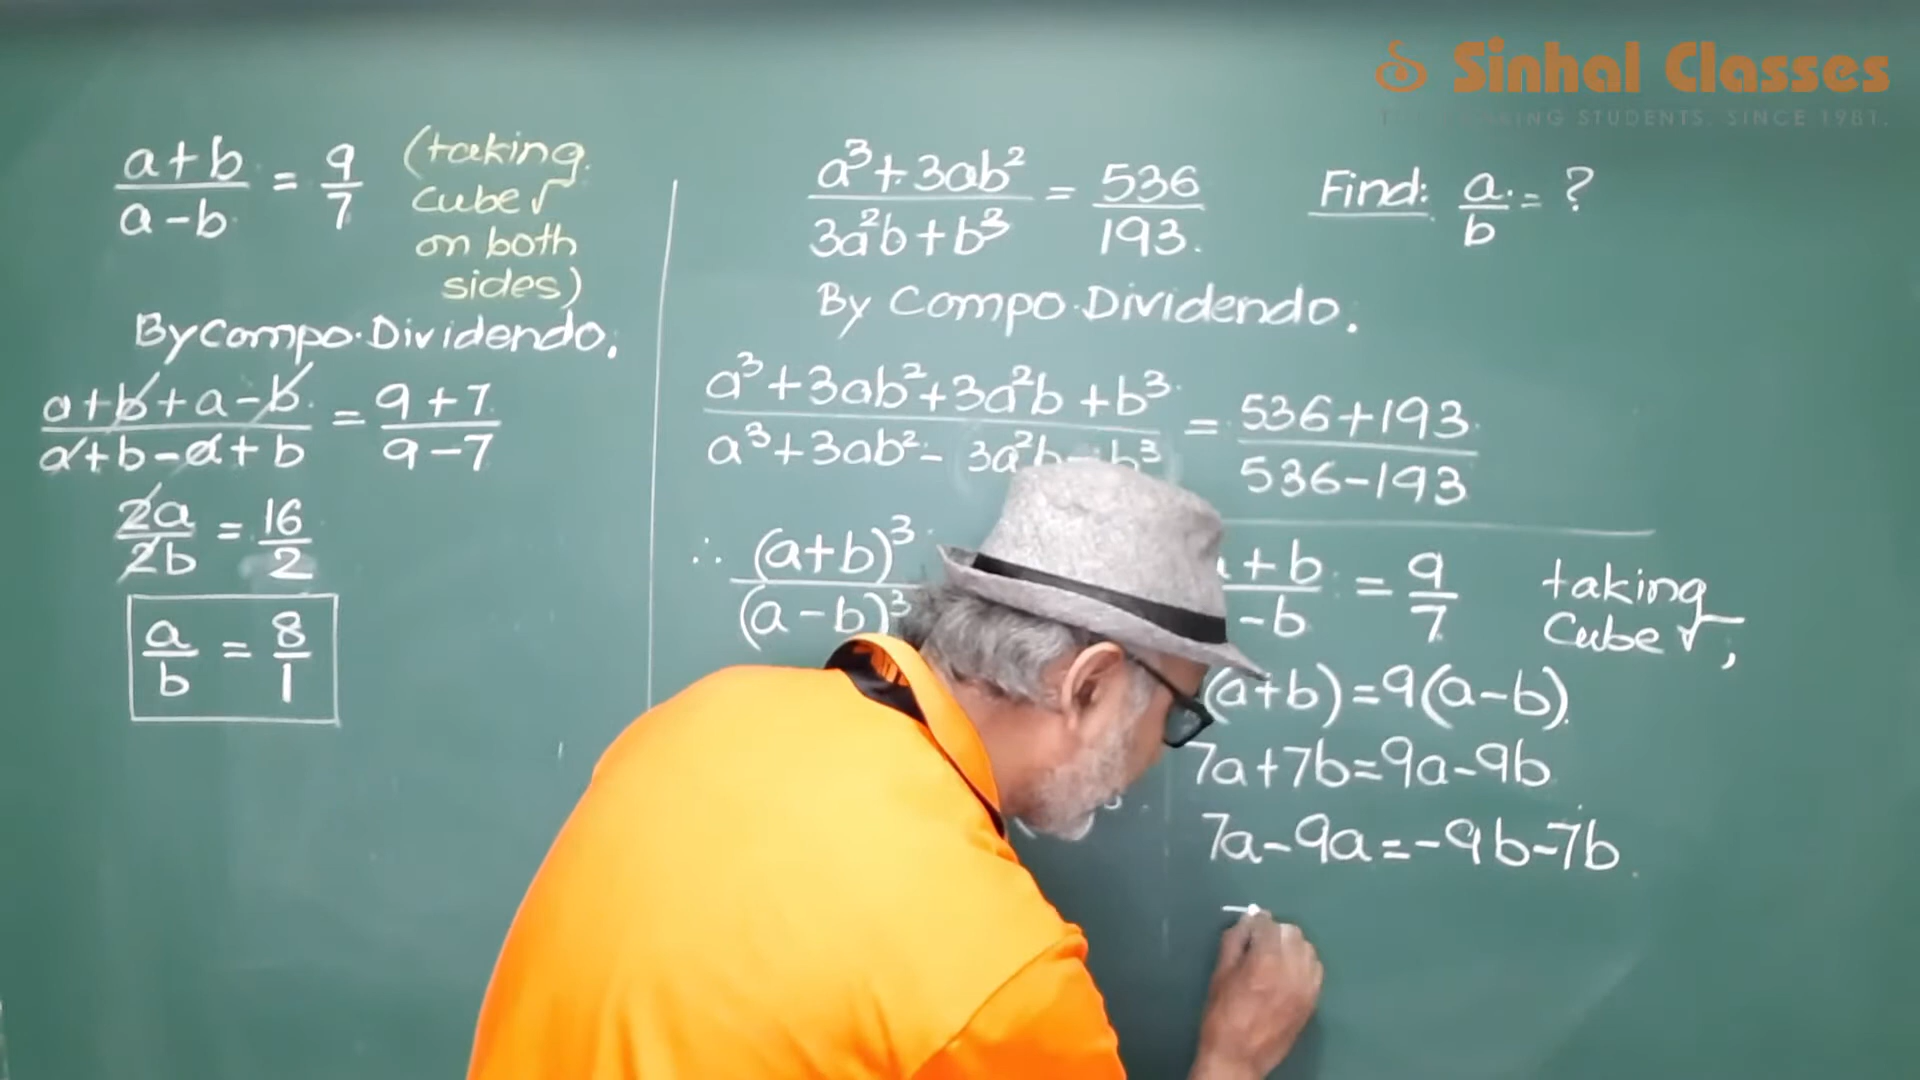 Sinhal Classes
STUDENTS. SINCE 1981.
a+b / a-b = 9/7 (taking
cube√
on both
sides)
By Compo.Dividendo.
a+b+a-b / a+b-a+b = 9+7 / 9-7
2a/2b = 16/2
a/b = 8/1
a³+3ab² / 3a²b+b³ = 536/193.
Find: a/b = ?
By Compo.Dividendo.
a³+3ab²+3a²b+b³ / a³+3ab²-3a²b-b³ = 536+193 / 536-193
∴ (a+b)³ / (a-b)³
+b / -b = 9/7 taking
Cube√,
(a+b)=9(a-b)
7a+7b=9a-9b
7a-9a=-9b-7b
-